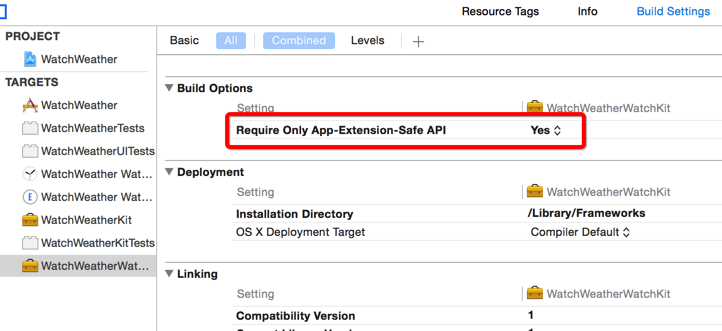 Resource Tags Info Build Settings
PROJECT
WatchWeather
TARGETS
WatchWeather
WatchWeatherTests
WatchWeatherUITests
WatchWeather Wat...
WatchWeather Wat...
WatchWeatherKit
WatchWeatherKitTests
WatchWeatherWat...
Basic All Combined Levels +
Build Options
Setting WatchWeatherWatchKit
Require Only App-Extension-Safe API Yes
Deployment
Setting WatchWeatherWatchKit
Installation Directory /Library/Frameworks
OS X Deployment Target Compiler Default
Linking
Setting WatchWeatherWatchKit
Compatibility Version 1